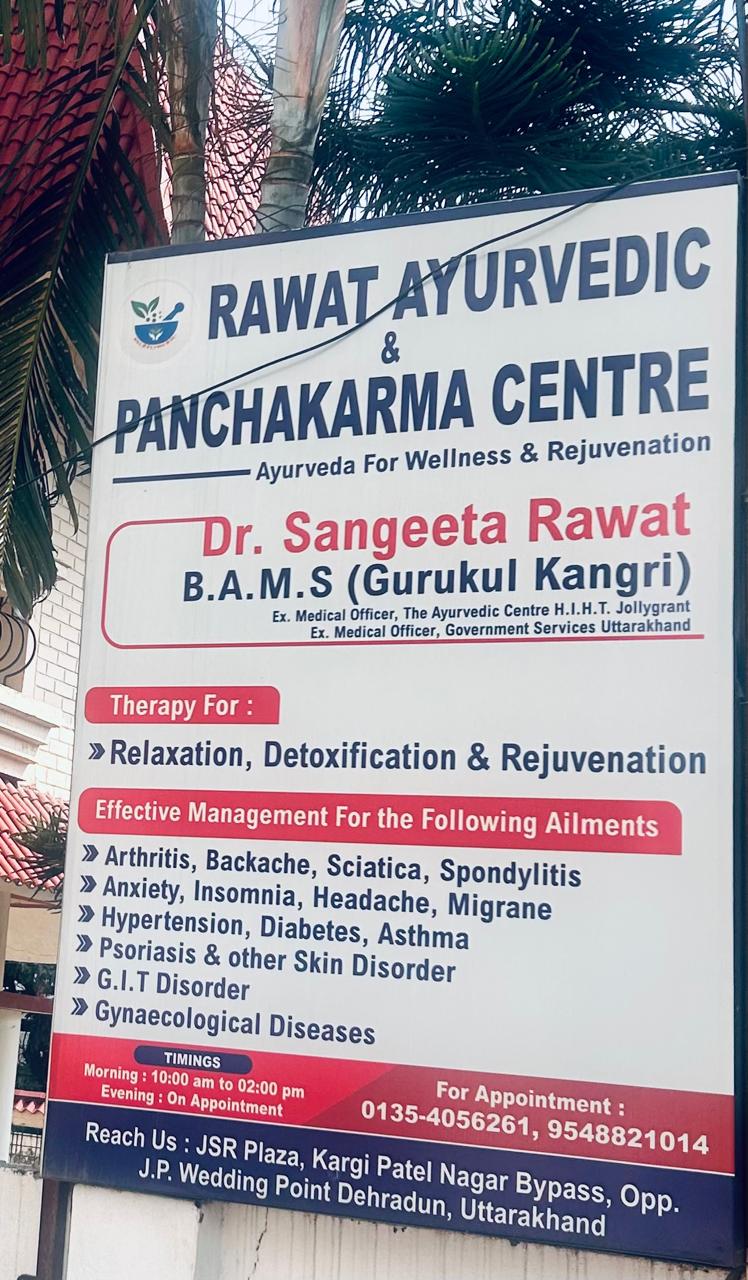 RAWAT AYURVEDIC
&
PANCHAKARMA CENTRE
Ayurveda For Wellness & Rejuvenation
Dr. Sangeeta Rawat
B.A.M.S (Gurukul Kangri)
Ex. Medical Officer, The Ayurvedic Centre H.I.H.T. Jollygrant
Ex. Medical Officer, Government Services Uttarakhand
Therapy For :
» Relaxation, Detoxification & Rejuvenation
Effective Management For the Following Ailments
» Arthritis, Backache, Sciatica, Spondylitis
» Anxiety, Insomnia, Headache, Migrane
» Hypertension, Diabetes, Asthma
» Psoriasis & other Skin Disorder
» G.I.T Disorder
» Gynaecological Diseases
TIMINGS
Morning : 10:00 am to 02:00 pm
Evening : On Appointment
For Appointment :
0135-4056261, 9548821014
Reach Us : JSR Plaza, Kargi Patel Nagar Bypass, Opp.
J.P. Wedding Point Dehradun, Uttarakhand